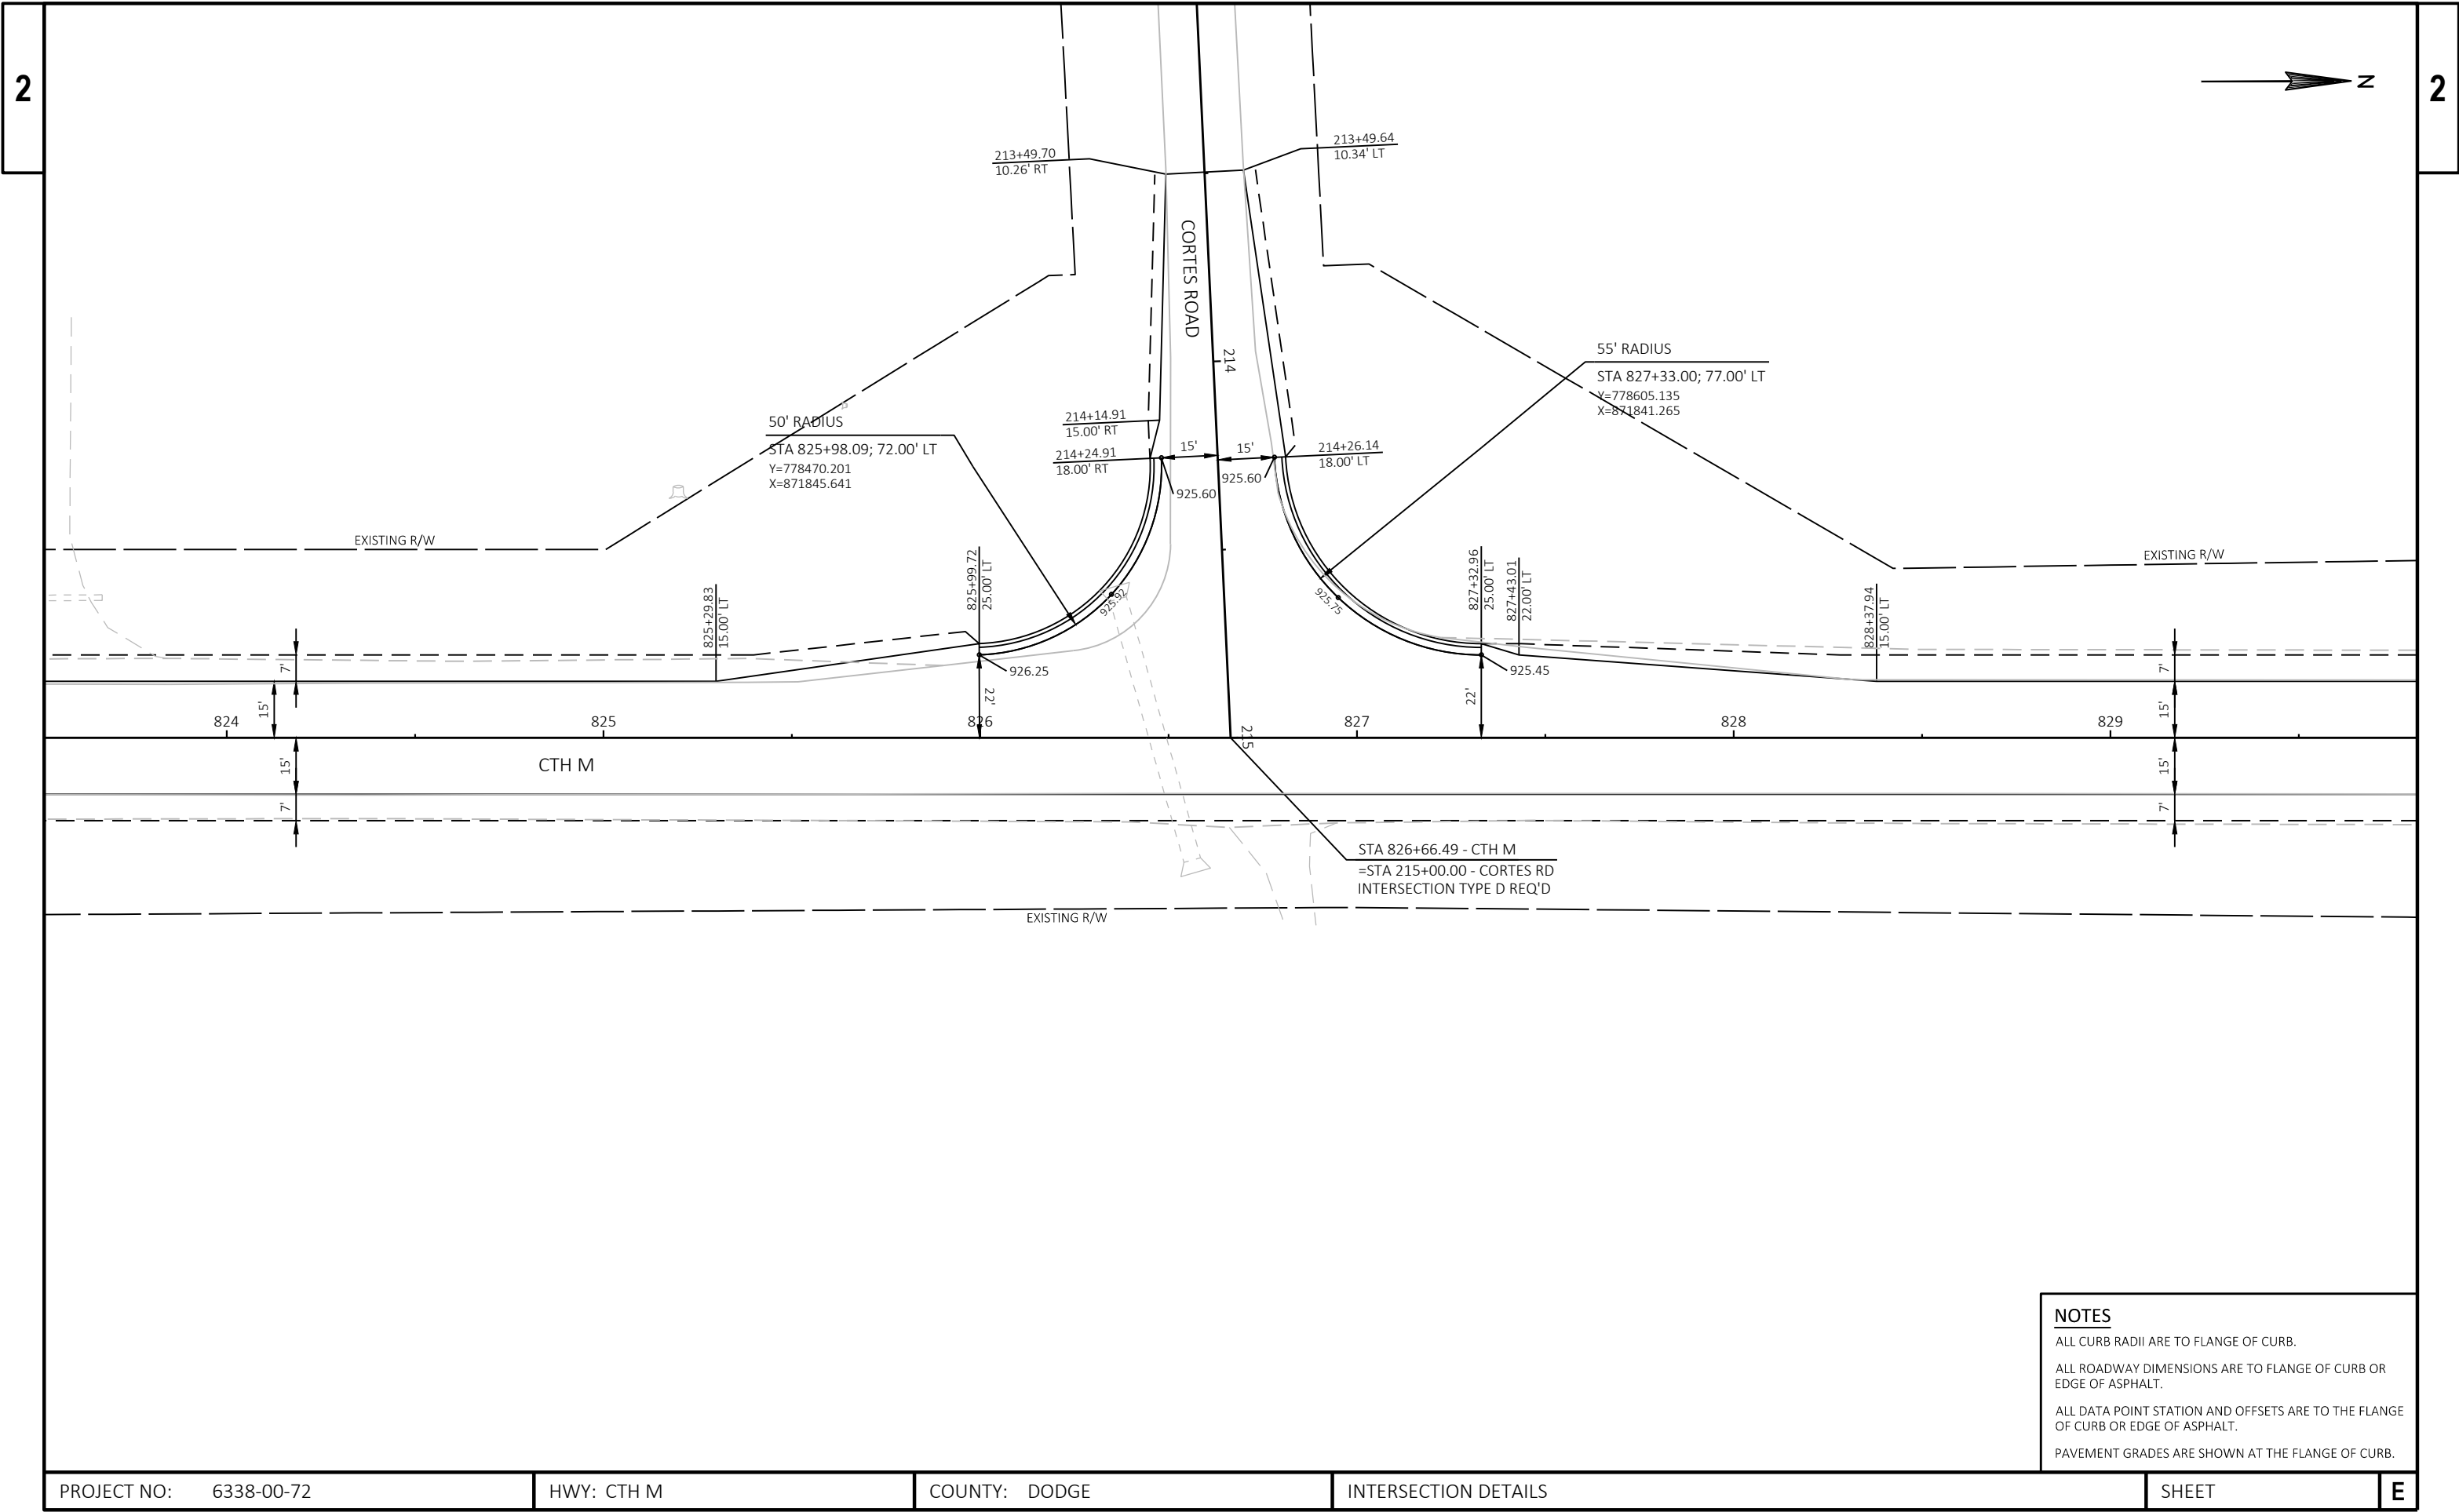 2
2
N
213+49.70
10.26' RT
213+49.64
10.34' LT
CORTES ROAD
214
55' RADIUS
STA 827+33.00; 77.00' LT
Y=778605.135
X=871841.265
50' RADIUS
STA 825+98.09; 72.00' LT
Y=778470.201
X=871845.641
214+14.91
15.00' RT
214+24.91
18.00' RT
15'
15'
214+26.14
18.00' LT
925.60
925.60
EXISTING R/W
EXISTING R/W
825+29.83
15.00' LT
825+99.72
25.00' LT
925.92
925.75
827+32.96
25.00' LT
827+43.01
22.00' LT
828+37.94
15.00' LT
926.25
925.45
7'
15'
22'
22'
7'
15'
824
825
826
827
828
829
215
CTH M
15'
7'
15'
7'
STA 826+66.49 - CTH M
=STA 215+00.00 - CORTES RD
INTERSECTION TYPE D REQ'D
EXISTING R/W
NOTES
ALL CURB RADII ARE TO FLANGE OF CURB.
ALL ROADWAY DIMENSIONS ARE TO FLANGE OF CURB OR
EDGE OF ASPHALT.
ALL DATA POINT STATION AND OFFSETS ARE TO THE FLANGE
OF CURB OR EDGE OF ASPHALT.
PAVEMENT GRADES ARE SHOWN AT THE FLANGE OF CURB.
PROJECT NO: 6338-00-72
HWY: CTH M
COUNTY: DODGE
INTERSECTION DETAILS
SHEET
E